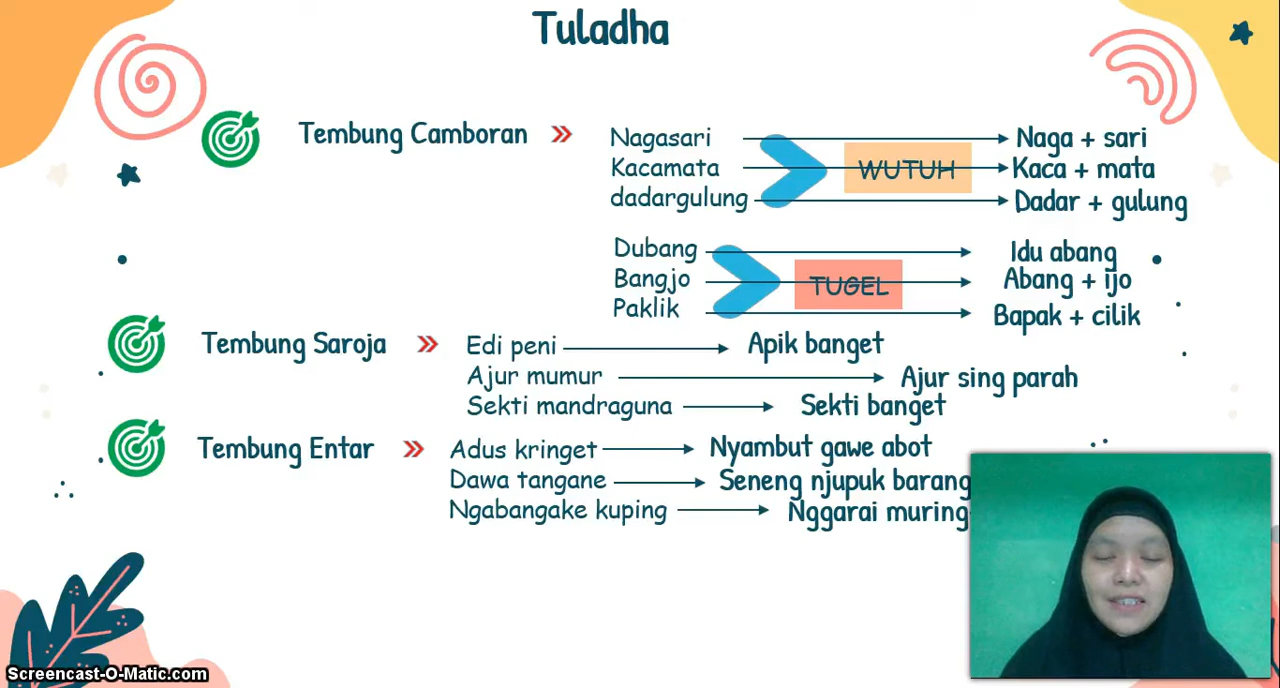 Tuladha
Tembung Camboran » Nagasari Naga + sari
Kacamata WUTUH Kaca + mata
dadargulung Dadar + gulung
Dubang Idu abang
Bangjo TUGEL Abang + ijo
Paklik Bapak + cilik
Tembung Saroja » Edi peni Apik banget
Ajur mumur Ajur sing parah
Sekti mandraguna Sekti banget
Tembung Entar » Adus kringet Nyambut gawe abot
Dawa tangane Seneng njupuk barang
Ngabangake kuping Nggarai muring
Screencast-O-Matic.com